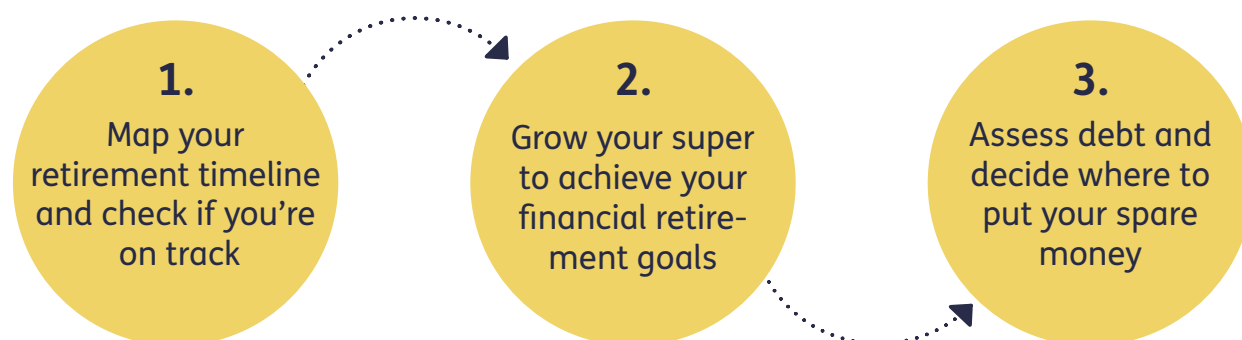 1.
Map your
retirement timeline
and check if you’re
on track
2.
Grow your super
to achieve your
financial retire-
ment goals
3.
Assess debt and
decide where to
put your spare
money